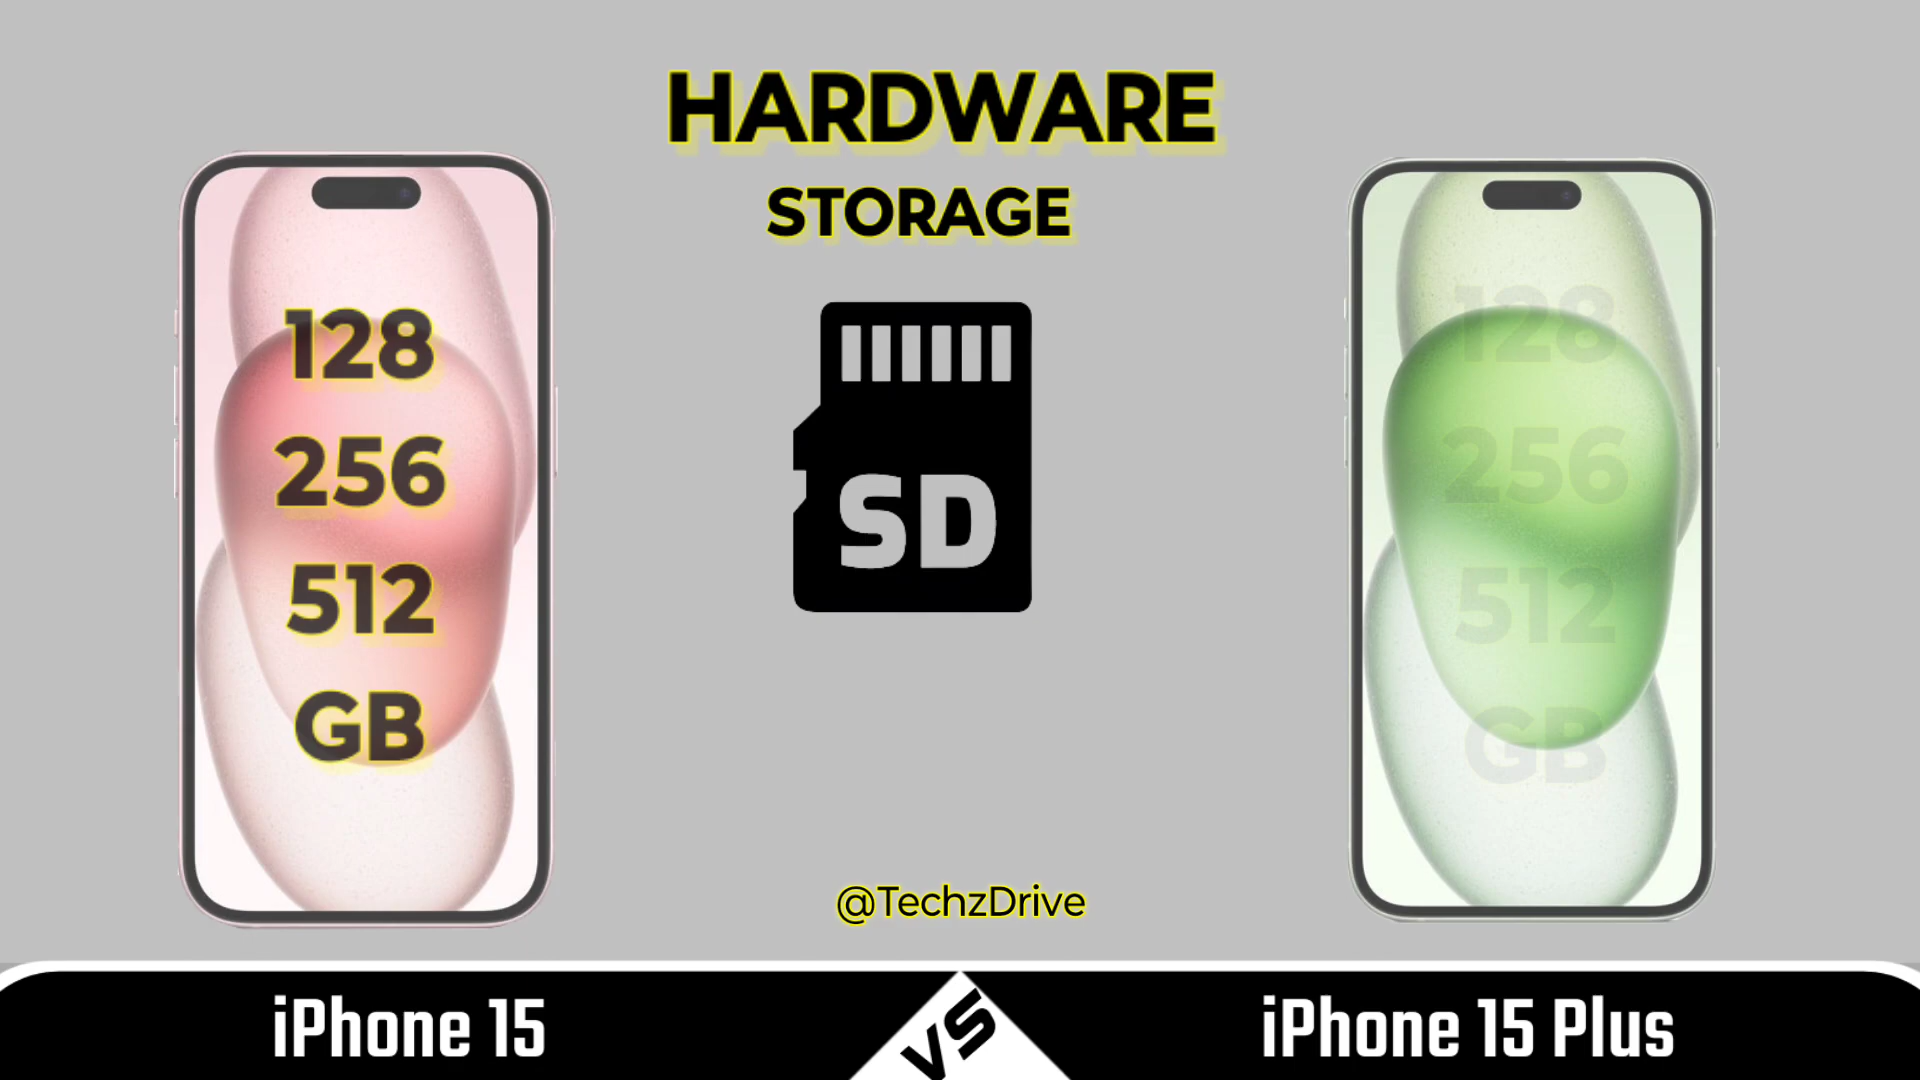 HARDWARE
STORAGE
128
256
512
GB
SD
128
256
512
GB
@TechzDrive
iPhone 15
VS
iPhone 15 Plus